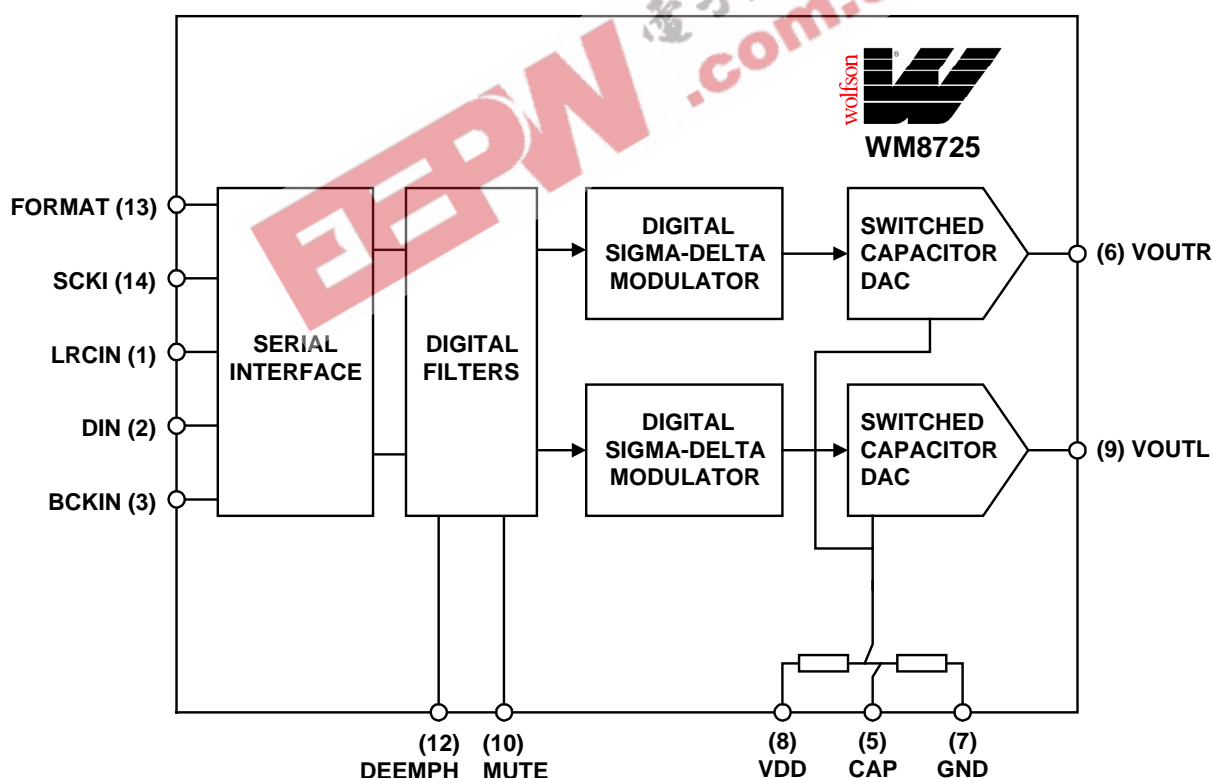 wolfson
®
WM8725
FORMAT (13)
SCKI (14)
LRCIN (1)
DIN (2)
BCKIN (3)
SERIAL
INTERFACE
DIGITAL
FILTERS
DIGITAL
SIGMA-DELTA
MODULATOR
SWITCHED
CAPACITOR
DAC
(6) VOUTR
DIGITAL
SIGMA-DELTA
MODULATOR
SWITCHED
CAPACITOR
DAC
(9) VOUTL
(12)
DEEMPH
(10)
MUTE
(8)
VDD
(5)
CAP
(7)
GND
EEPW
.com.